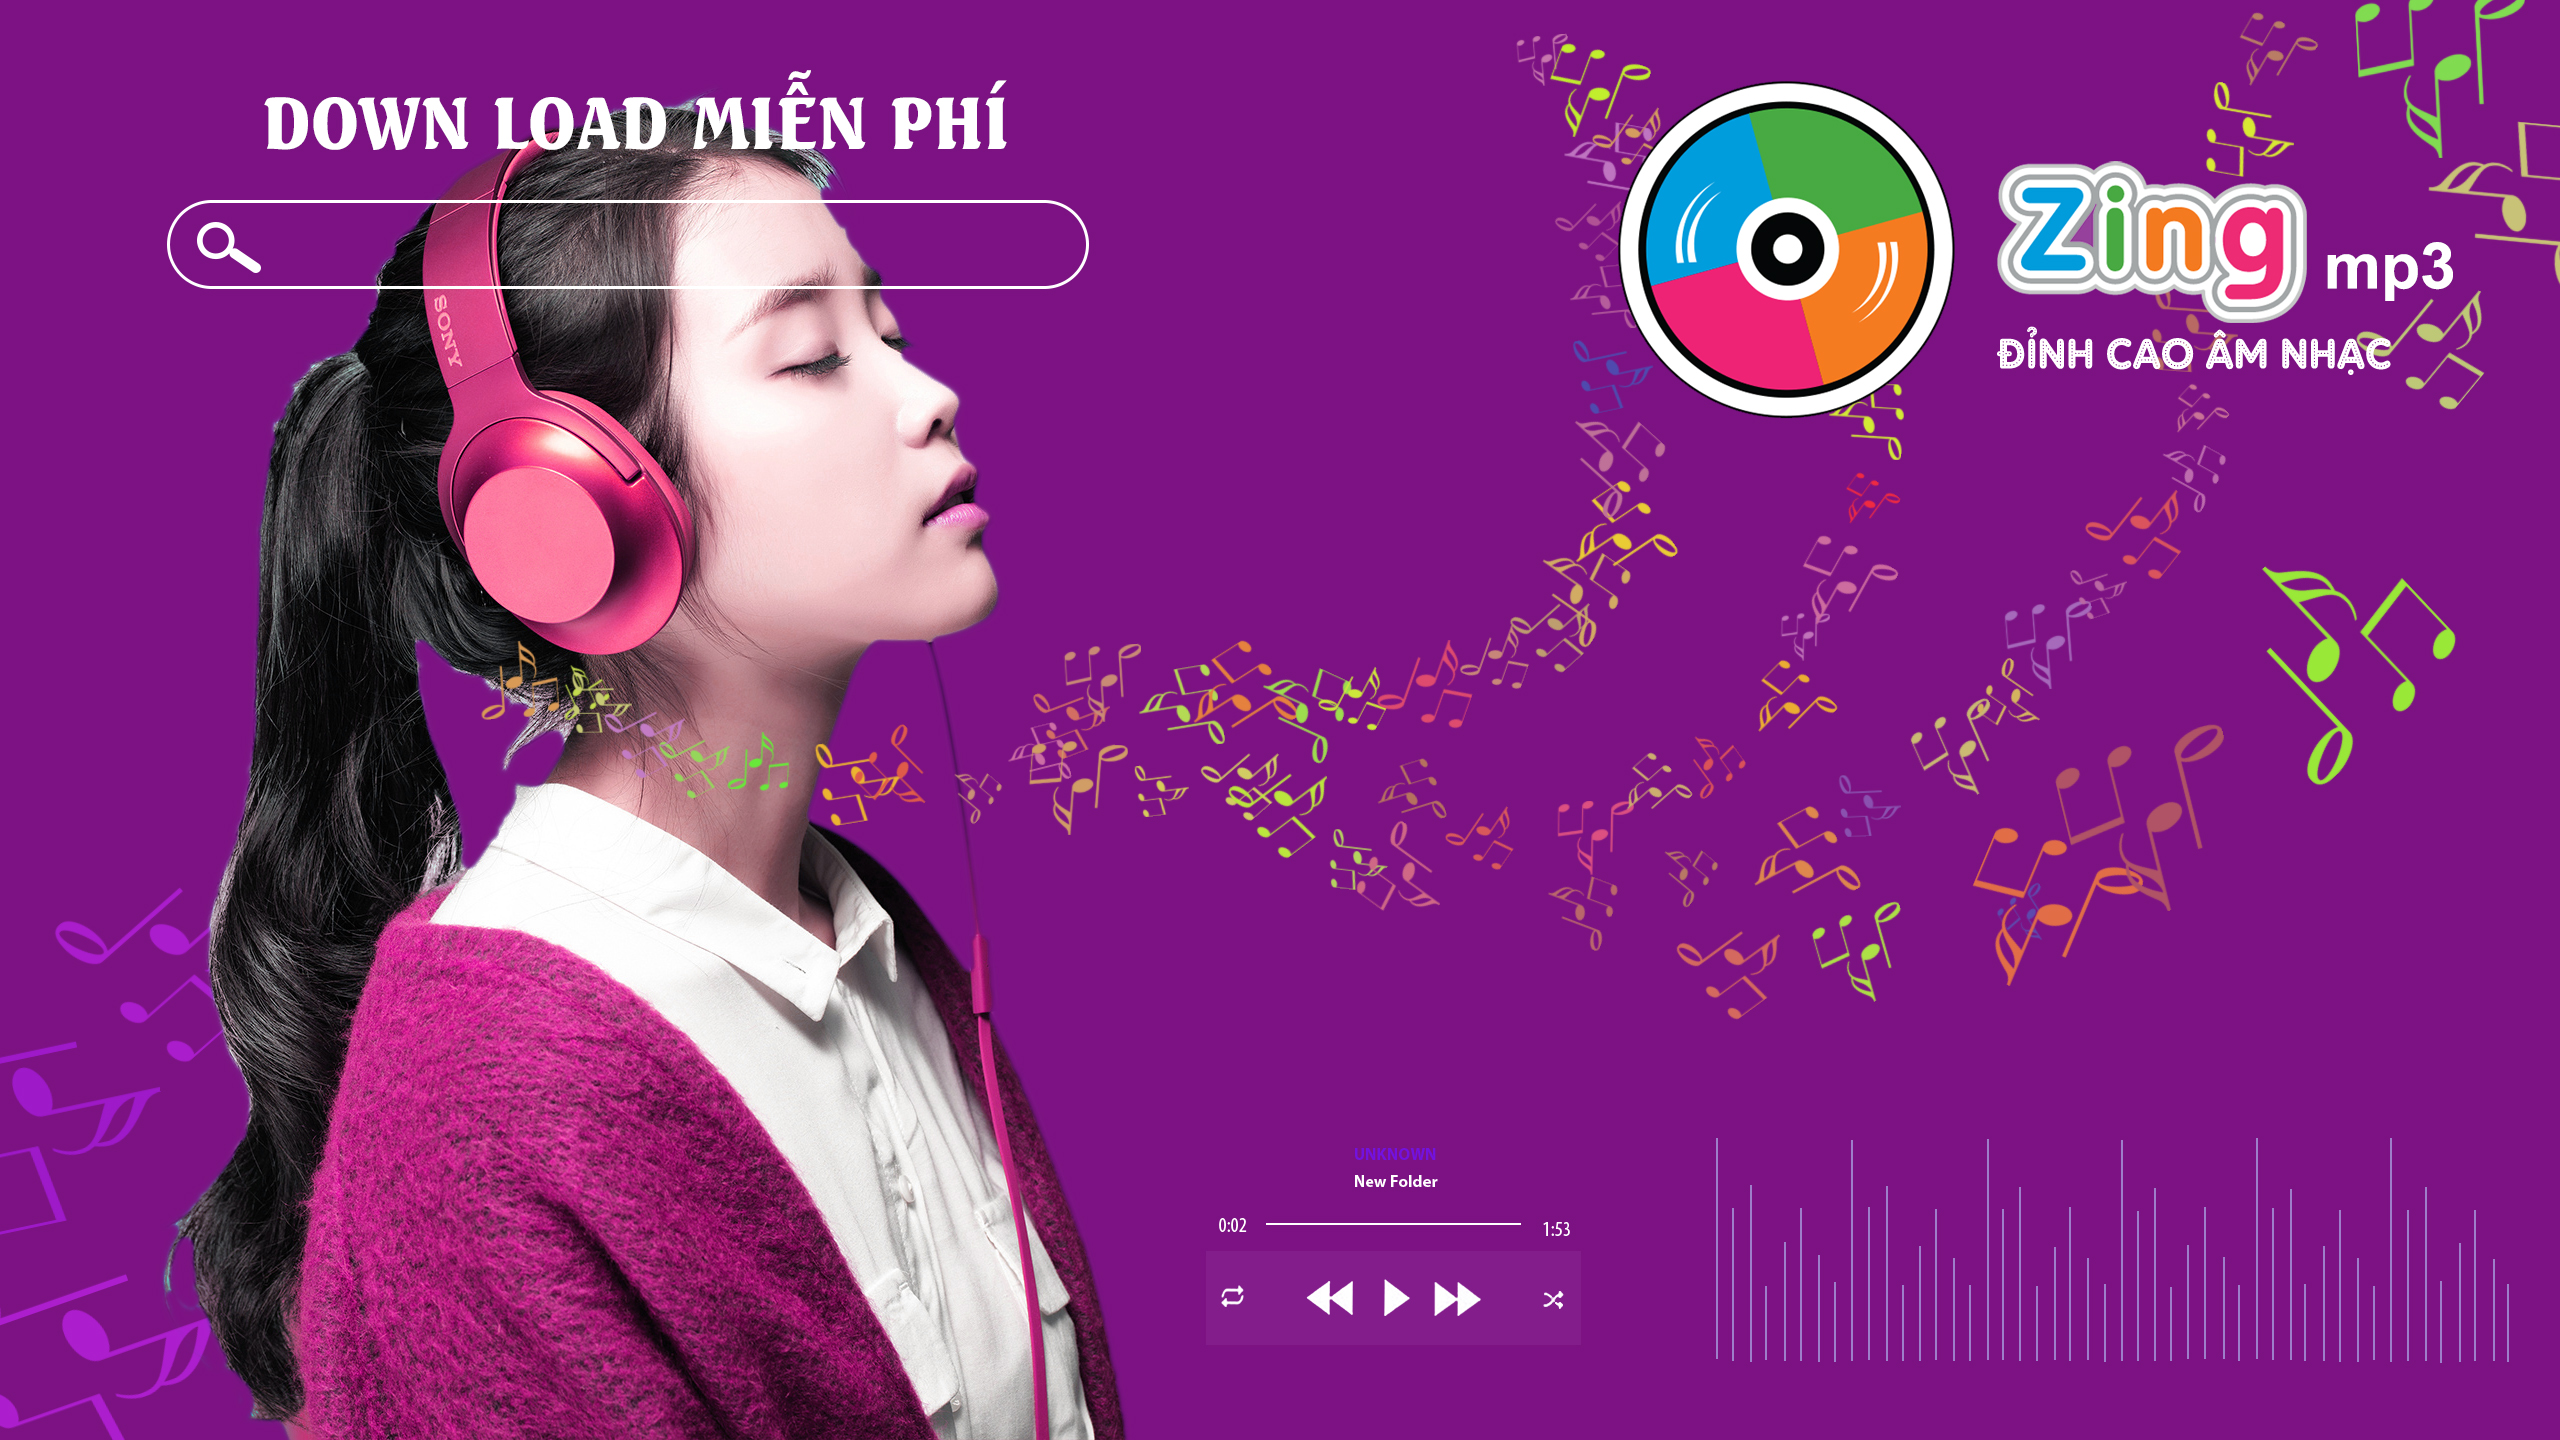 DOWN LOAD MIỄN PHÍ
SONY
Zing mp3
ĐỈNH CAO ÂM NHẠC
UNKNOWN
New Folder
0:02
1:53